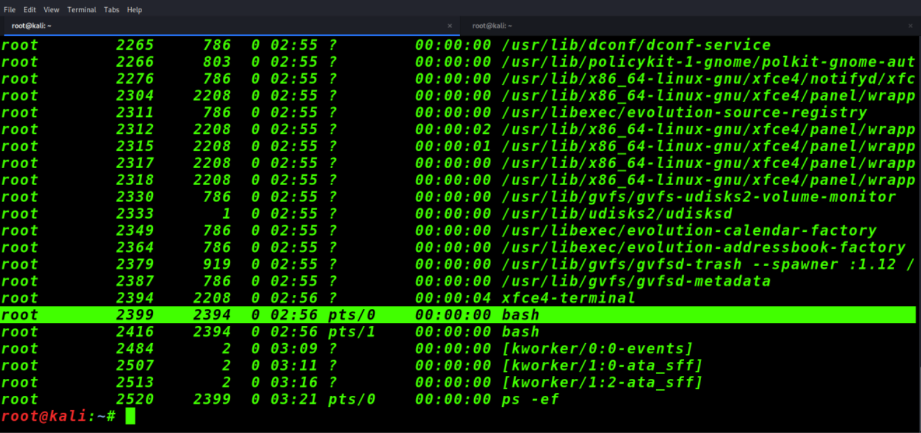 File Edit View Terminal Tabs Help
root@kali: ~ × root@kali: ~ ×
root 2265 786 0 02:55 ? 00:00:00 /usr/lib/dconf/dconf-service
root 2266 803 0 02:55 ? 00:00:00 /usr/lib/policykit-1-gnome/polkit-gnome-aut
root 2276 786 0 02:55 ? 00:00:00 /usr/lib/x86_64-linux-gnu/xfce4/notifyd/xfc
root 2304 2208 0 02:55 ? 00:00:00 /usr/lib/x86_64-linux-gnu/xfce4/panel/wrapp
root 2311 786 0 02:55 ? 00:00:00 /usr/libexec/evolution-source-registry
root 2312 2208 0 02:55 ? 00:00:02 /usr/lib/x86_64-linux-gnu/xfce4/panel/wrapp
root 2315 2208 0 02:55 ? 00:00:01 /usr/lib/x86_64-linux-gnu/xfce4/panel/wrapp
root 2317 2208 0 02:55 ? 00:00:00 /usr/lib/x86_64-linux-gnu/xfce4/panel/wrapp
root 2318 2208 0 02:55 ? 00:00:00 /usr/lib/x86_64-linux-gnu/xfce4/panel/wrapp
root 2330 786 0 02:55 ? 00:00:00 /usr/lib/gvfs/gvfs-udisks2-volume-monitor
root 2333 1 0 02:55 ? 00:00:00 /usr/lib/udisks2/udisksd
root 2349 786 0 02:55 ? 00:00:00 /usr/libexec/evolution-calendar-factory
root 2364 786 0 02:55 ? 00:00:00 /usr/libexec/evolution-addressbook-factory
root 2379 919 0 02:55 ? 00:00:00 /usr/lib/gvfs/gvfsd-trash --spawner :1.12 /
root 2387 786 0 02:55 ? 00:00:00 /usr/lib/gvfs/gvfsd-metadata
root 2394 2208 0 02:56 ? 00:00:04 xfce4-terminal
root 2399 2394 0 02:56 pts/0 00:00:00 bash
root 2416 2394 0 02:56 pts/1 00:00:00 bash
root 2484 2 0 03:09 ? 00:00:00 [kworker/0:0-events]
root 2507 2 0 03:11 ? 00:00:00 [kworker/1:0-ata_sff]
root 2513 2 0 03:16 ? 00:00:00 [kworker/1:2-ata_sff]
root 2520 2399 0 03:21 pts/0 00:00:00 ps -ef
root@kali:~#